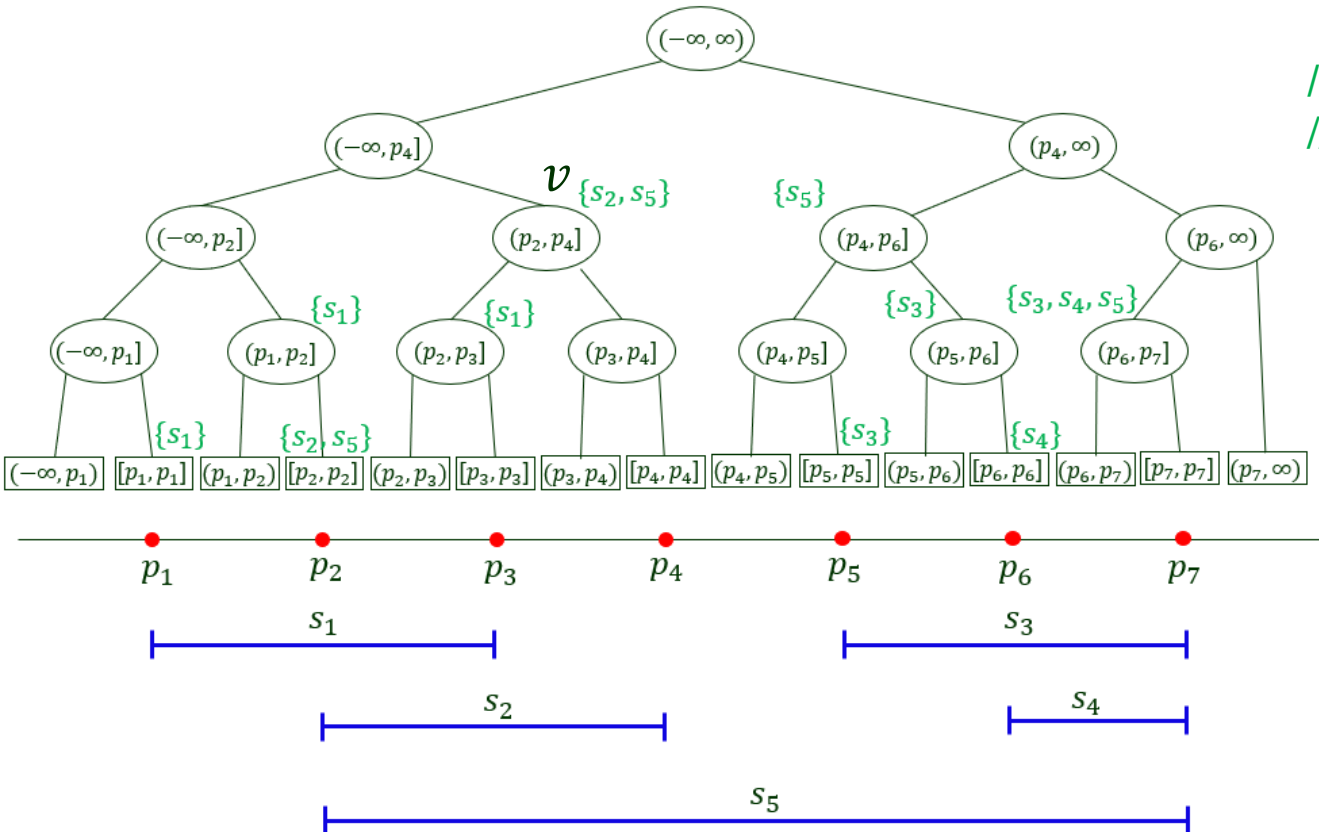 (−∞, ∞)
(−∞, p₄] (p₄, ∞)
v {s₂, s₅} {s₅}
(−∞, p₂] (p₂, p₄] (p₄, p₆] (p₆, ∞)
{s₁} {s₁} {s₃} {s₃, s₄, s₅}
(−∞, p₁] (p₁, p₂] (p₂, p₃] (p₃, p₄] (p₄, p₅] (p₅, p₆] (p₆, p₇]
{s₁} {s₂, s₅} {s₃} {s₄}
(−∞, p₁) [p₁, p₁] (p₁, p₂) [p₂, p₂] (p₂, p₃) [p₃, p₃] (p₃, p₄) [p₄, p₄] (p₄, p₅) [p₅, p₅] (p₅, p₆) [p₆, p₆] (p₆, p₇) [p₇, p₇] (p₇, ∞)
p₁ p₂ p₃ p₄ p₅ p₆ p₇
s₁ s₃
s₂ s₄
s₅